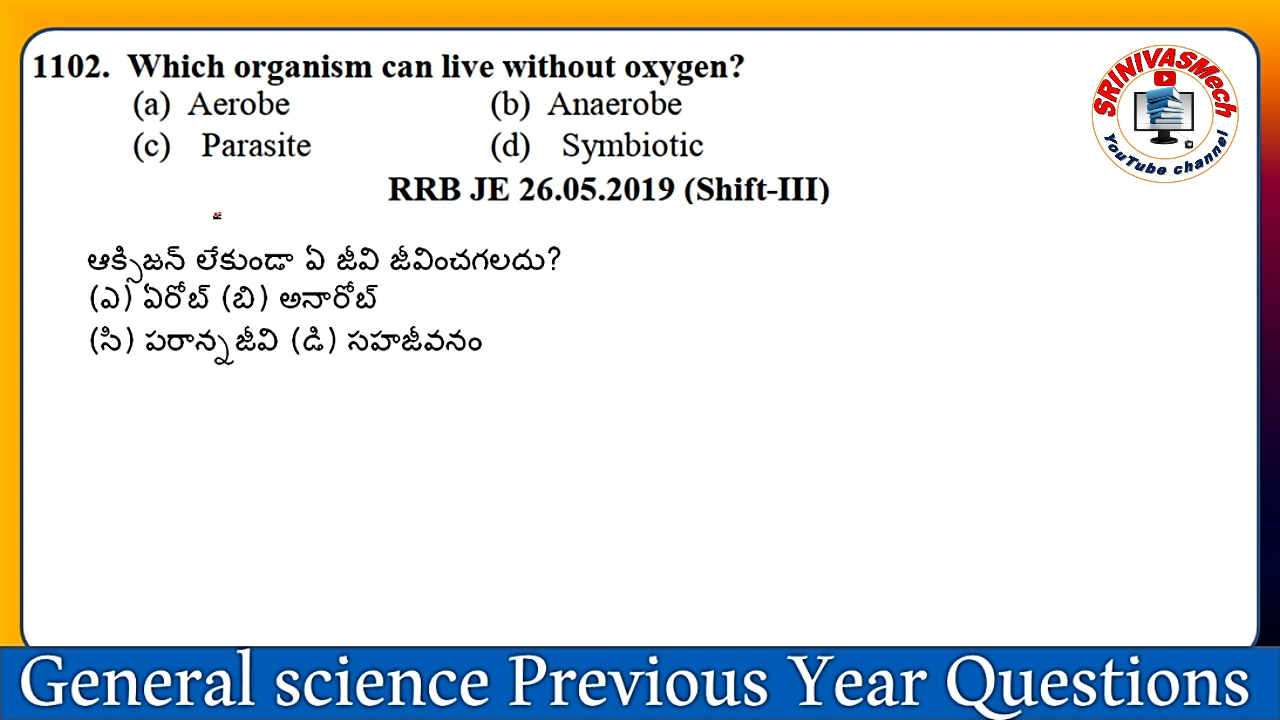 1102. Which organism can live without oxygen?
(a) Aerobe (b) Anaerobe
(c) Parasite (d) Symbiotic
RRB JE 26.05.2019 (Shift-III)
ఆక్సిజన్ లేకుండా ఏ జీవి జీవించగలదు?
(ఎ) ఏరోబ్ (బి) అనారోబ్
(సి) పరాన్నజీవి (డి) సహజీవనం
SRINIVASMech
YouTube channel
General science Previous Year Questions